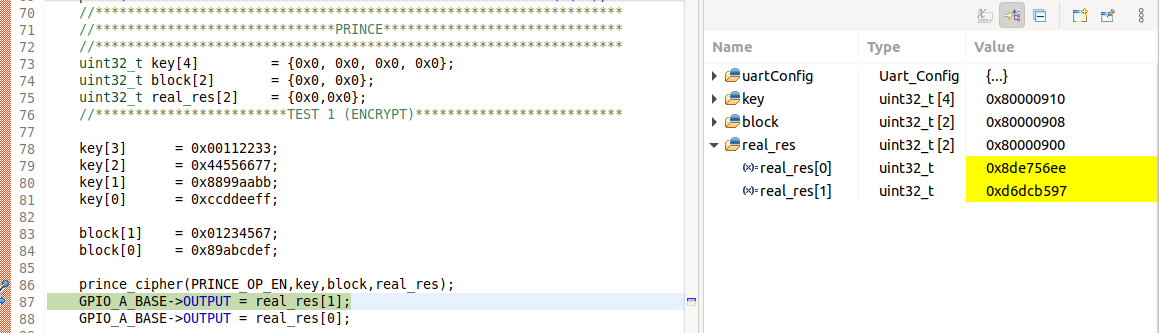 70 //******************************************************************
71 //******************************PRINCE******************************
72 //******************************************************************
73 uint32_t key[4] = {0x0, 0x0, 0x0, 0x0};
74 uint32_t block[2] = {0x0, 0x0};
75 uint32_t real_res[2] = {0x0,0x0};
76 //************************TEST 1 (ENCRYPT)**************************
77
78 key[3] = 0x00112233;
79 key[2] = 0x44556677;
80 key[1] = 0x8899aabb;
81 key[0] = 0xccddeeff;
82
83 block[1] = 0x01234567;
84 block[0] = 0x89abcdef;
85
86 prince_cipher(PRINCE_OP_EN,key,block,real_res);
87 GPIO_A_BASE->OUTPUT = real_res[1];
88 GPIO_A_BASE->OUTPUT = real_res[0];
Name Type Value
uartConfig Uart_Config {...}
key uint32_t [4] 0x80000910
block uint32_t [2] 0x80000908
real_res uint32_t [2] 0x80000900
(x)= real_res[0] uint32_t 0x8de756ee
(x)= real_res[1] uint32_t 0xd6dcb597